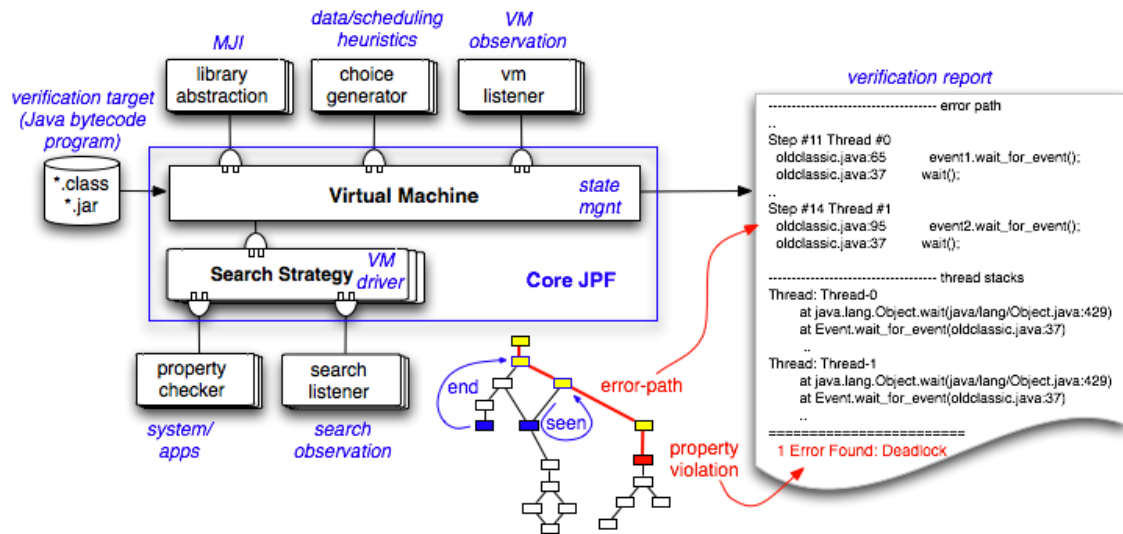 MJI
data/scheduling
heuristics
VM
observation
library
abstraction
choice
generator
vm
listener
verification target
(Java bytecode
program)
*.class
*.jar
Virtual Machine
state
mgnt
Search Strategy
VM
driver
Core JPF
property
checker
search
listener
system/
apps
search
observation
end
seen
error-path
property
violation
verification report
------------------------------------ error path
..
Step #11 Thread #0
oldclassic.java:65 event1.wait_for_event();
oldclassic.java:37 wait();
..
Step #14 Thread #1
oldclassic.java:95 event2.wait_for_event();
oldclassic.java:37 wait();
------------------------------------ thread stacks
Thread: Thread-0
at java.lang.Object.wait(java/lang/Object.java:429)
at Event.wait_for_event(oldclassic.java:37)
..
Thread: Thread-1
at java.lang.Object.wait(java/lang/Object.java:429)
at Event.wait_for_event(oldclassic.java:37)
..
========================
1 Error Found: Deadlock